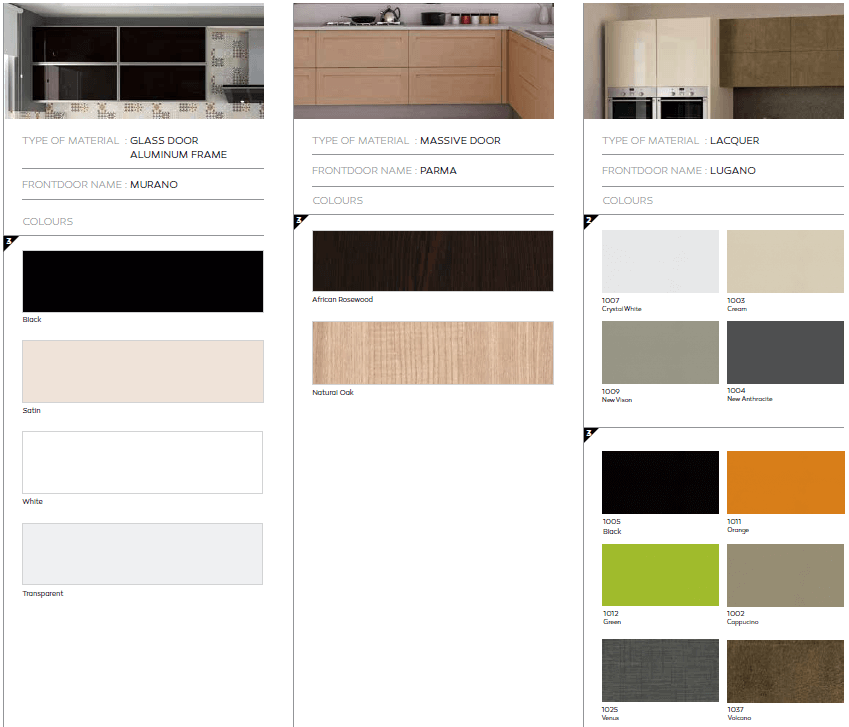 TYPE OF MATERIAL : GLASS DOOR
ALUMINUM FRAME
FRONTDOOR NAME : MURANO
COLOURS
3
Black
Satin
White
Transparent
TYPE OF MATERIAL : MASSIVE DOOR
FRONTDOOR NAME : PARMA
COLOURS
3
African Rosewood
Natural Oak
TYPE OF MATERIAL : LACQUER
FRONTDOOR NAME : LUGANO
COLOURS
2
1007
Crystal White
1003
Cream
1009
New Vison
1004
New Anthracite
3
1005
Black
1011
Orange
1012
Green
1002
Cappucino
1025
Venus
1037
Volcano